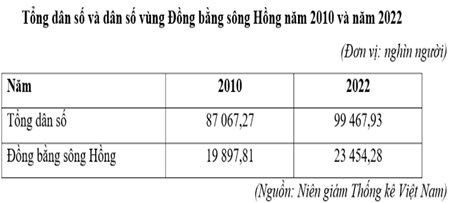 Tổng dân số và dân số vùng Đồng bằng sông Hồng năm 2010 và năm 2022
(Đơn vị: nghìn người)
Năm 2010 2022
Tổng dân số 87 067,27 99 467,93
Đồng bằng sông Hồng 19 897,81 23 454,28
(Nguồn: Niên giám Thống kê Việt Nam)